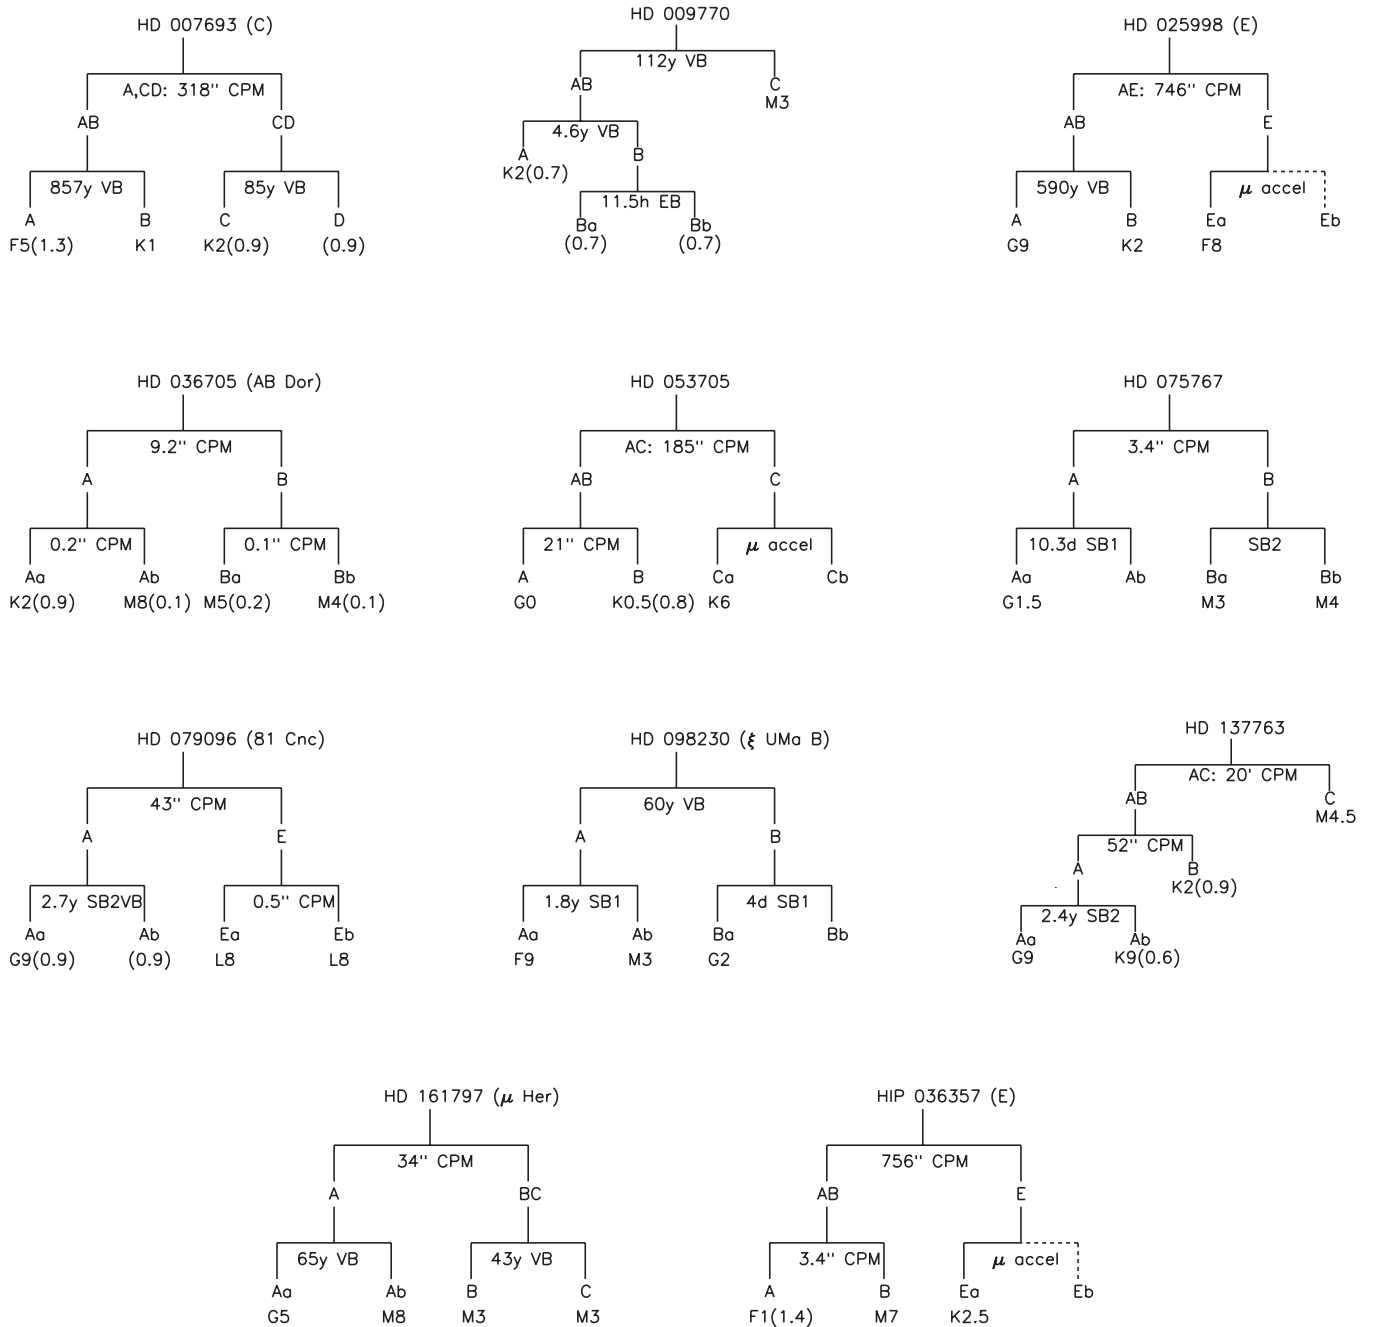 HD 007693 (C)
A,CD: 318" CPM
AB CD
857y VB 85y VB
A B C D
F5(1.3) K1 K2(0.9) (0.9)
HD 009770
112y VB
AB C
M3
4.6y VB
A B
K2(0.7)
11.5h EB
Ba Bb
(0.7) (0.7)
HD 025998 (E)
AE: 746" CPM
AB E
590y VB μ accel
A B Ea Eb
G9 K2 F8
HD 036705 (AB Dor)
9.2" CPM
A B
0.2" CPM 0.1" CPM
Aa Ab Ba Bb
K2(0.9) M8(0.1) M5(0.2) M4(0.1)
HD 053705
AC: 185" CPM
AB C
21" CPM μ accel
A B Ca Cb
G0 K0.5(0.8) K6
HD 075767
3.4" CPM
A B
10.3d SB1 SB2
Aa Ab Ba Bb
G1.5 M3 M4
HD 079096 (81 Cnc)
43" CPM
A E
2.7y SB2VB 0.5" CPM
Aa Ab Ea Eb
G9(0.9) (0.9) L8 L8
HD 098230 (ξ UMa B)
60y VB
A B
1.8y SB1 4d SB1
Aa Ab Ba Bb
F9 M3 G2
HD 137763
AC: 20' CPM
AB C
M4.5
52" CPM
A B
K2(0.9)
2.4y SB2
Aa Ab
G9 K9(0.6)
HD 161797 (μ Her)
34" CPM
A BC
65y VB 43y VB
Aa Ab B C
G5 M8 M3 M3
HIP 036357 (E)
756" CPM
AB E
3.4" CPM μ accel
A B Ea Eb
F1(1.4) M7 K2.5